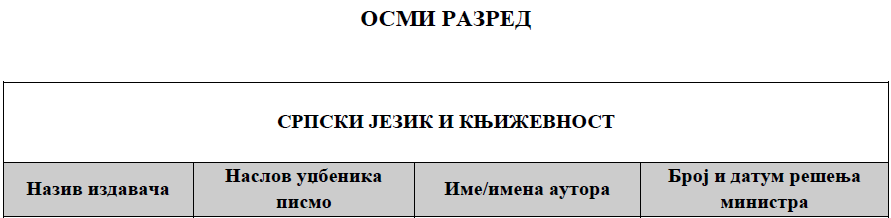 ОСМИ РАЗРЕД
СРПСКИ ЈЕЗИК И КЊИЖЕВНОСТ
Назив издавача
Наслов уџбеника
писмо
Име/имена аутора
Број и датум решења
министра